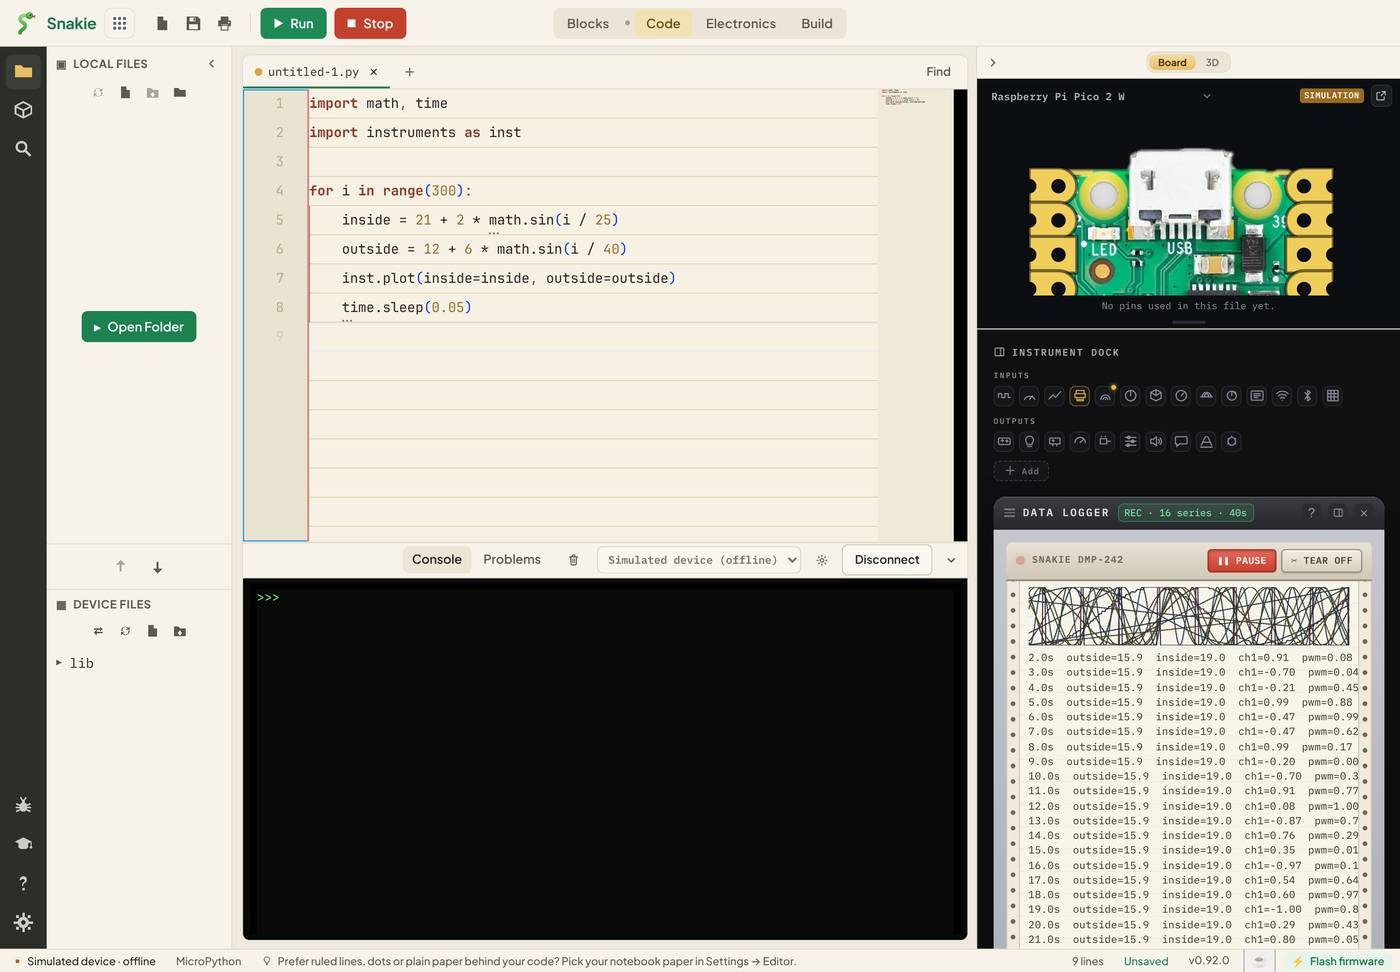 Snakie
Run
Stop
Blocks
Code
Electronics
Build
LOCAL FILES
Open Folder
DEVICE FILES
lib
untitled-1.py
Find
1 import math, time
2 import instruments as inst
3
4 for i in range(300):
5 inside = 21 + 2 * math.sin(i / 25)
6 outside = 12 + 6 * math.sin(i / 40)
7 inst.plot(inside=inside, outside=outside)
8 time.sleep(0.05)
9
Console
Problems
Simulated device (offline)
Disconnect
>>>
Board
3D
Raspberry Pi Pico 2 W
SIMULATION
LED
USB
39
No pins used in this file yet.
INSTRUMENT DOCK
INPUTS
OUTPUTS
+ Add
DATA LOGGER
REC · 16 series · 40s
?
SNAKIE DMP-242
PAUSE
TEAR OFF
2.0s outside=15.9 inside=19.0 ch1=0.91 pwm=0.08
3.0s outside=15.9 inside=19.0 ch1=-0.70 pwm=0.04
4.0s outside=15.9 inside=19.0 ch1=-0.21 pwm=0.45
5.0s outside=15.9 inside=19.0 ch1=0.99 pwm=0.88
6.0s outside=15.9 inside=19.0 ch1=-0.47 pwm=0.99
7.0s outside=15.9 inside=19.0 ch1=-0.47 pwm=0.62
8.0s outside=15.9 inside=19.0 ch1=0.99 pwm=0.17
9.0s outside=15.9 inside=19.0 ch1=-0.20 pwm=0.00
10.0s outside=15.9 inside=19.0 ch1=-0.70 pwm=0.3
11.0s outside=15.9 inside=19.0 ch1=0.91 pwm=0.77
12.0s outside=15.9 inside=19.0 ch1=0.08 pwm=1.00
13.0s outside=15.9 inside=19.0 ch1=-0.87 pwm=0.7
14.0s outside=15.9 inside=19.0 ch1=0.76 pwm=0.29
15.0s outside=15.9 inside=19.0 ch1=0.35 pwm=0.01
16.0s outside=15.9 inside=19.0 ch1=-0.97 pwm=0.1
17.0s outside=15.9 inside=19.0 ch1=0.54 pwm=0.64
18.0s outside=15.9 inside=19.0 ch1=0.60 pwm=0.97
19.0s outside=15.9 inside=19.0 ch1=-1.00 pwm=0.8
20.0s outside=15.9 inside=19.0 ch1=0.29 pwm=0.43
21.0s outside=15.9 inside=19.0 ch1=0.80 pwm=0.05
Simulated device · offline
MicroPython
Prefer ruled lines, dots or plain paper behind your code? Pick your notebook paper in Settings → Editor.
9 lines
Unsaved
v0.92.0
Flash firmware